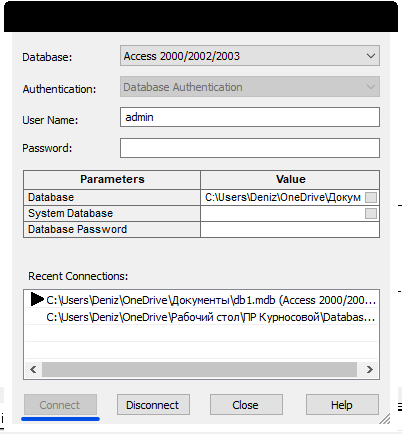 Database: Access 2000/2002/2003
Authentication: Database Authentication
User Name: admin
Password:
Parameters Value
Database C:\Users\Deniz\OneDrive\Докум
System Database
Database Password
Recent Connections:
C:\Users\Deniz\OneDrive\Документы\db1.mdb (Access 2000/200...
C:\Users\Deniz\OneDrive\Рабочий стол\ПР Курносовой\Databas...
Connect Disconnect Close Help